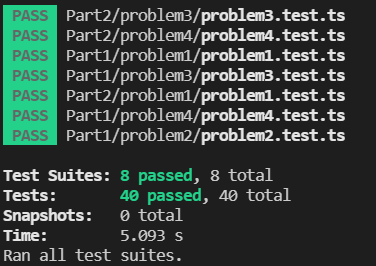 PASS Part2/problem3/problem3.test.ts
PASS Part2/problem4/problem4.test.ts
PASS Part1/problem1/problem1.test.ts
PASS Part1/problem3/problem3.test.ts
PASS Part2/problem1/problem1.test.ts
PASS Part1/problem4/problem4.test.ts
PASS Part1/problem2/problem2.test.ts
Test Suites: 8 passed, 8 total
Tests: 40 passed, 40 total
Snapshots: 0 total
Time: 5.093 s
Ran all test suites.